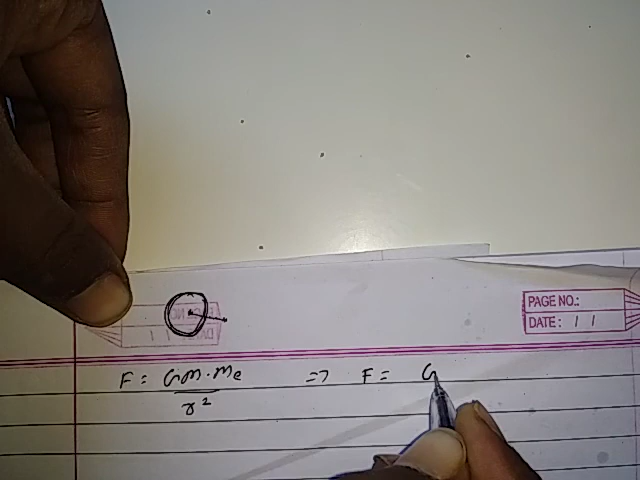 PAGE NO.:
DATE: / /
F = Gm·Me / r² => F = G